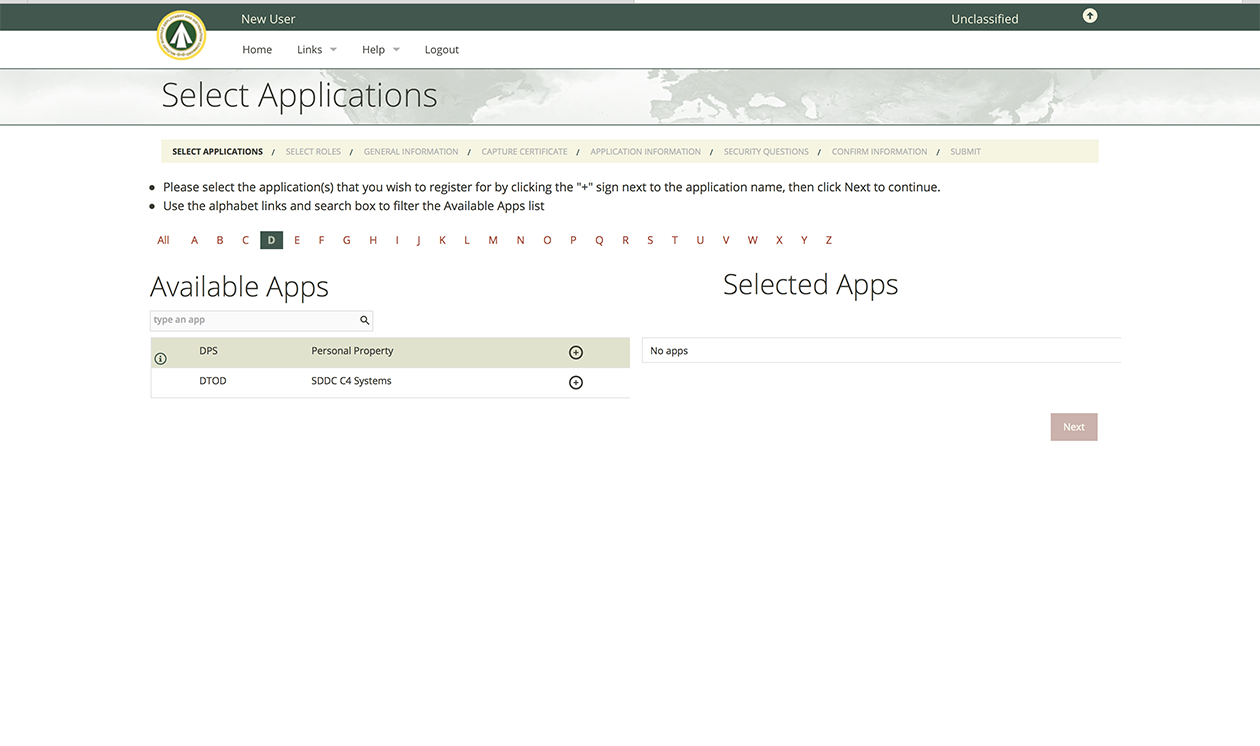 New User
Unclassified
Home Links Help Logout
Select Applications
SELECT APPLICATIONS / SELECT ROLES / GENERAL INFORMATION / CAPTURE CERTIFICATE / APPLICATION INFORMATION / SECURITY QUESTIONS / CONFIRM INFORMATION / SUBMIT
Please select the application(s) that you wish to register for by clicking the "+" sign next to the application name, then click Next to continue.
Use the alphabet links and search box to filter the Available Apps list
All A B C D E F G H I J K L M N O P Q R S T U V W X Y Z
Available Apps
Selected Apps
type an app
DPS Personal Property
No apps
DTOD SDDC C4 Systems
Next